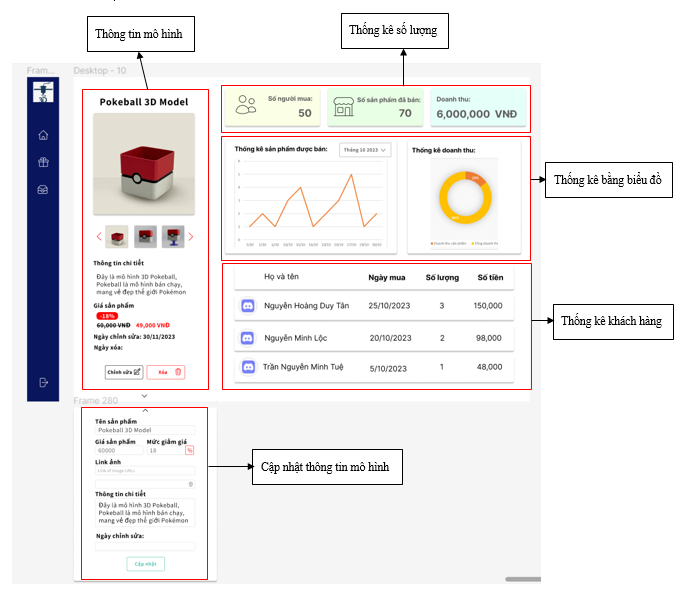 Thông tin mô hình
Thống kê số lượng
Fram...
Desktop - 10
3D
Pokeball 3D Model
Số người mua:
50
Số sản phẩm đã bán:
70
Doanh thu:
6,000,000 VNĐ
Thống kê sản phẩm được bán:
Tháng 10 2023
Thống kê doanh thu:
Thống kê bằng biểu đồ
Thông tin chi tiết
Đây là mô hình 3D Pokeball,
Pokeball là mô hình bán chạy,
mang vẻ đẹp thế giới Pokémon
Giá sản phẩm
-18%
60,000 VNĐ 49,000 VNĐ
Ngày chỉnh sửa: 30/11/2023
Ngày xóa:
Chỉnh sửa
Xóa
Họ và tên Ngày mua Số lượng Số tiền
Nguyễn Hoàng Duy Tân 25/10/2023 3 150,000
Nguyễn Minh Lộc 20/10/2023 2 98,000
Trần Nguyễn Minh Tuệ 5/10/2023 1 48,000
Thống kê khách hàng
Frame 280
Tên sản phẩm
Pokeball 3D Model
Giá sản phẩm Mức giảm giá
60000 18 %
Link ảnh
Thông tin chi tiết
Đây là mô hình 3D Pokeball,
Pokeball là mô hình bán chạy,
mang vẻ đẹp thế giới Pokémon
Ngày chỉnh sửa:
Cập nhật
Cập nhật thông tin mô hình